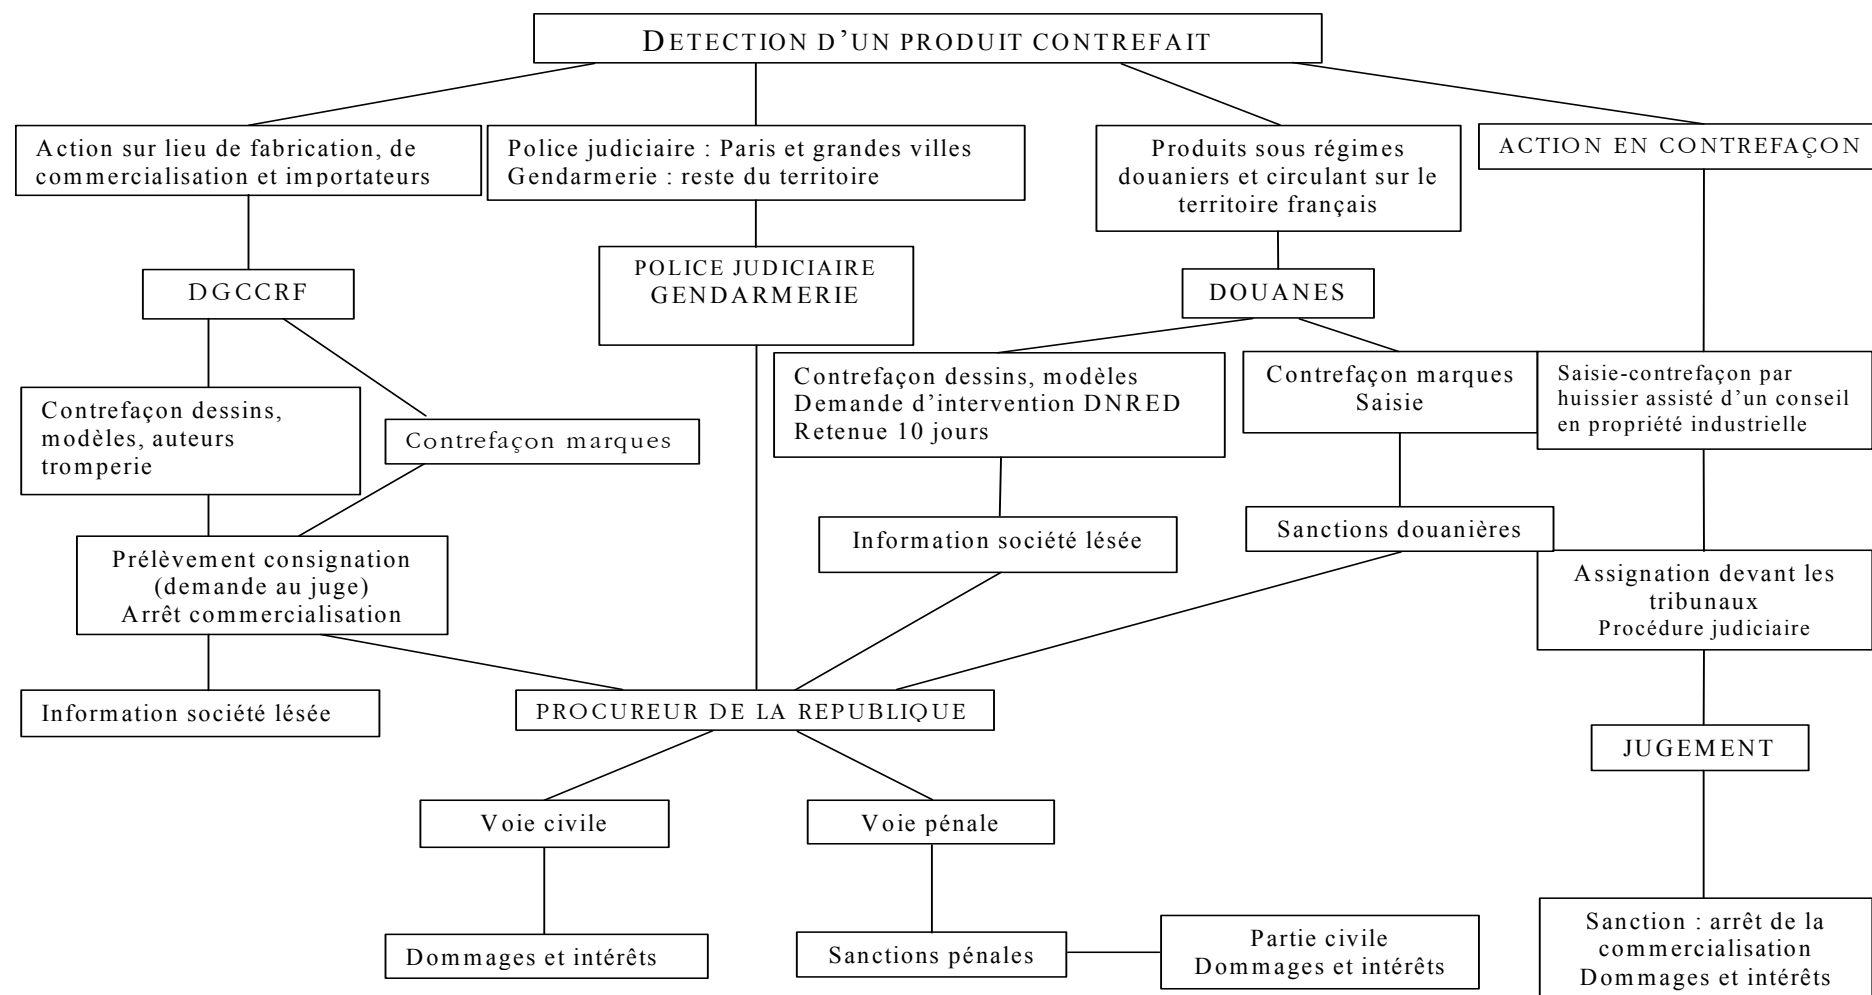 DETECTION D’UN PRODUIT CONTREFAIT
Action sur lieu de fabrication, de
commercialisation et importateurs
Police judiciaire : Paris et grandes villes
Gendarmerie : reste du territoire
Produits sous régimes
douaniers et circulant sur le
territoire français
ACTION EN CONTREFAÇON
DGCCRF
POLICE JUDICIAIRE
GENDARMERIE
DOUANES
Contrefaçon dessins,
modèles, auteurs
tromperie
Contrefaçon marques
Contrefaçon dessins, modèles
Demande d’intervention DNRED
Retenue 10 jours
Contrefaçon marques
Saisie
Saisie-contrefaçon par
huissier assisté d’un conseil
en propriété industrielle
Prélèvement consignation
(demande au juge)
Arrêt commercialisation
Information société lésée
Sanctions douanières
Assignation devant les
tribunaux
Procédure judiciaire
Information société lésée
PROCUREUR DE LA REPUBLIQUE
JUGEMENT
Voie civile
Voie pénale
Dommages et intérêts
Sanctions pénales
Partie civile
Dommages et intérêts
Sanction : arrêt de la
commercialisation
Dommages et intérêts